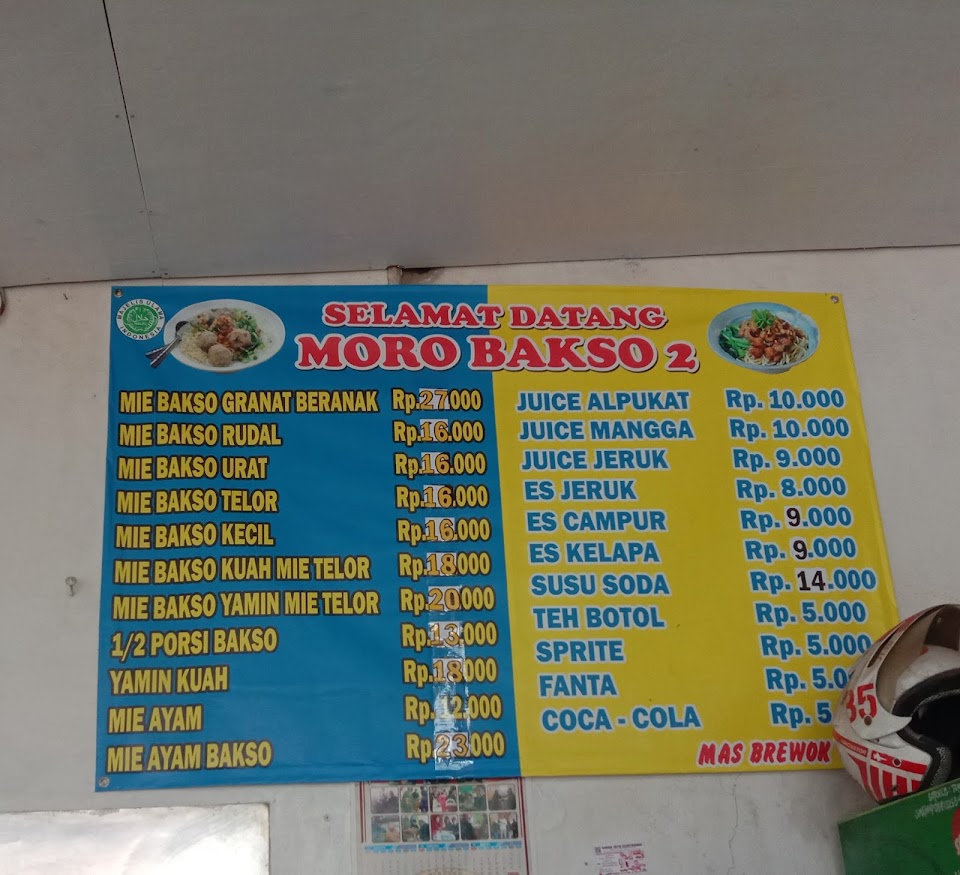 MAJELIS ULAMA INDONESIA
SELAMAT DATANG
MORO BAKSO 2
MIE BAKSO GRANAT BERANAK Rp.27.000
MIE BAKSO RUDAL Rp.16.000
MIE BAKSO URAT Rp.16.000
MIE BAKSO TELOR Rp.16.000
MIE BAKSO KECIL Rp.16.000
MIE BAKSO KUAH MIE TELOR Rp.18.000
MIE BAKSO YAMIN MIE TELOR Rp.20.000
1/2 PORSI BAKSO Rp.13.000
YAMIN KUAH Rp.18.000
MIE AYAM Rp.12.000
MIE AYAM BAKSO Rp.23.000
JUICE ALPUKAT Rp. 10.000
JUICE MANGGA Rp. 10.000
JUICE JERUK Rp. 9.000
ES JERUK Rp. 8.000
ES CAMPUR Rp. 9.000
ES KELAPA Rp. 9.000
SUSU SODA Rp. 14.000
TEH BOTOL Rp. 5.000
SPRITE Rp. 5.000
FANTA Rp. 5.0
COCA - COLA Rp. 5
MAS BREWOK
35